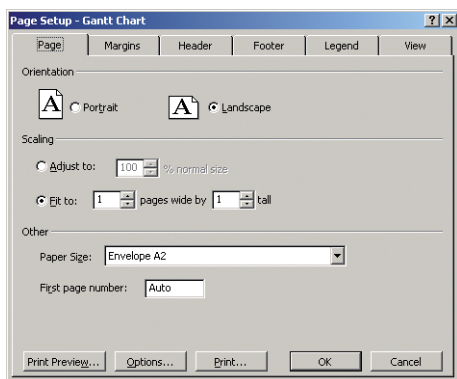 Page Setup - Gantt Chart ? x
Page Margins Header Footer Legend View
Orientation
A Portrait A Landscape
Scaling
Adjust to: 100 % normal size
Fit to: 1 pages wide by 1 tall
Other
Paper Size: Envelope A2
First page number: Auto
Print Preview... Options... Print... OK Cancel